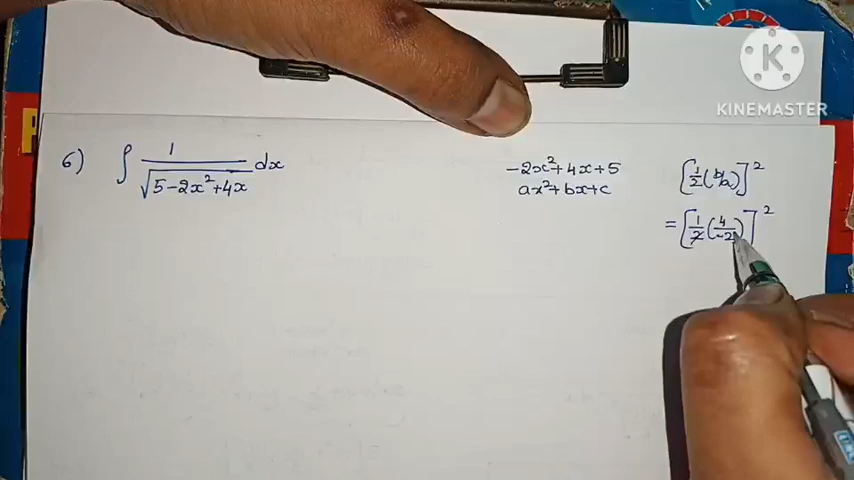 KINEMASTER
6) ∫ 1/√(5-2x²+4x) dx
-2x²+4x+5
ax²+bx+c
[1/2(b/a)]²
= [1/2(4/-2)]²